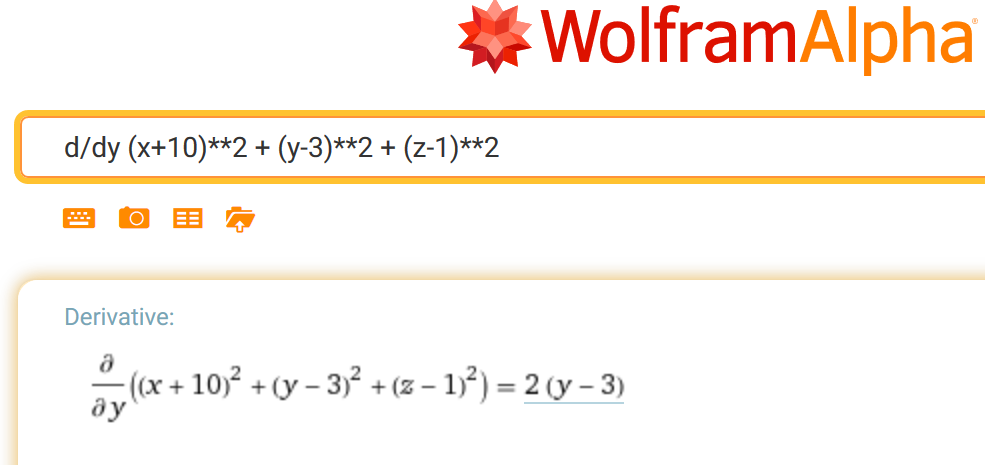 WolframAlpha
d/dy (x+10)**2 + (y-3)**2 + (z-1)**2
Derivative:
∂/∂y((x + 10)² + (y − 3)² + (z − 1)²) = 2 (y − 3)